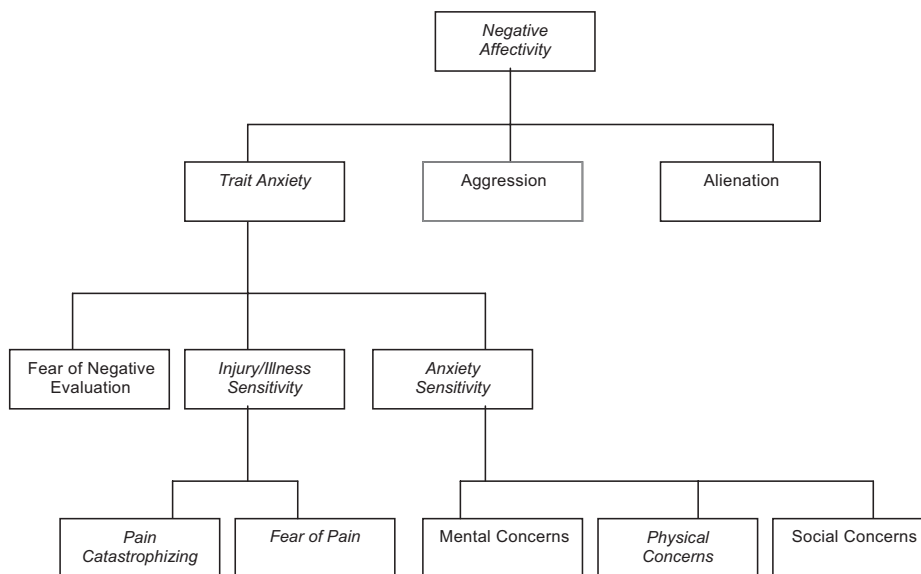 Negative
Affectivity
Trait Anxiety
Aggression
Alienation
Fear of Negative
Evaluation
Injury/Illness
Sensitivity
Anxiety
Sensitivity
Pain
Catastrophizing
Fear of Pain
Mental Concerns
Physical
Concerns
Social Concerns